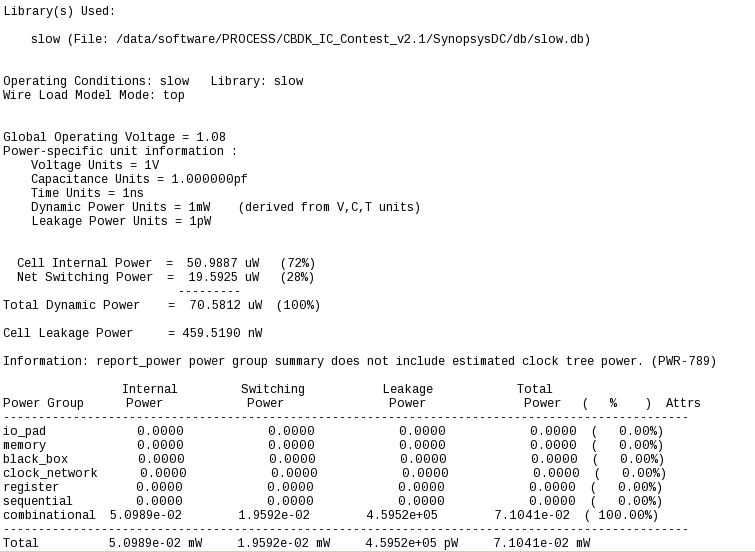 Library(s) Used:
slow (File: /data/software/PROCESS/CBDK_IC_Contest_v2.1/SynopsysDC/db/slow.db)
Operating Conditions: slow   Library: slow
Wire Load Model Mode: top
Global Operating Voltage = 1.08
Power-specific unit information :
Voltage Units = 1V
Capacitance Units = 1.000000pf
Time Units = 1ns
Dynamic Power Units = 1mW    (derived from V,C,T units)
Leakage Power Units = 1pW
Cell Internal Power  =  50.9887 uW   (72%)
Net Switching Power  =  19.5925 uW   (28%)
---------
Total Dynamic Power    =  70.5812 uW  (100%)
Cell Leakage Power     = 459.5190 nW
Information: report_power power group summary does not include estimated clock tree power. (PWR-789)
Internal         Switching           Leakage            Total
Power Group      Power            Power               Power              Power   (   %    )  Attrs
--------------------------------------------------------------------------------------------------
io_pad             0.0000            0.0000            0.0000            0.0000  (   0.00%)
memory             0.0000            0.0000            0.0000            0.0000  (   0.00%)
black_box          0.0000            0.0000            0.0000            0.0000  (   0.00%)
clock_network      0.0000            0.0000            0.0000            0.0000  (   0.00%)
register           0.0000            0.0000            0.0000            0.0000  (   0.00%)
sequential         0.0000            0.0000            0.0000            0.0000  (   0.00%)
combinational  5.0989e-02        1.9592e-02        4.5952e+05        7.1041e-02  ( 100.00%)
--------------------------------------------------------------------------------------------------
Total          5.0989e-02 mW     1.9592e-02 mW     4.5952e+05 pW     7.1041e-02 mW